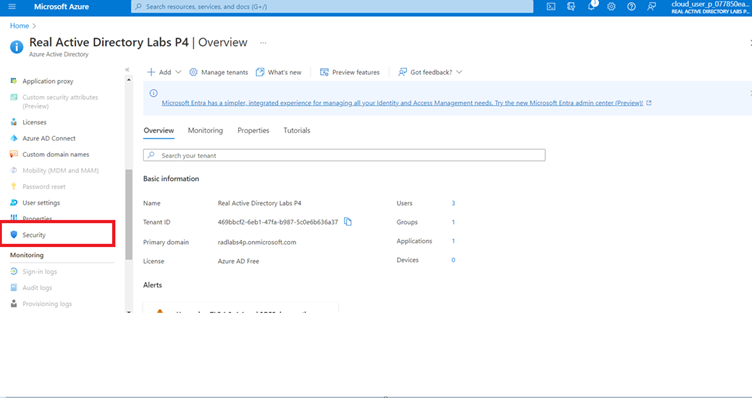 Microsoft Azure
Search resources, services, and docs (G+/)
1
cloud_user_p_077850ea...
REAL ACTIVE DIRECTORY LABS P...
Home >
Real Active Directory Labs P4 | Overview ...
Azure Active Directory
«
Application proxy
Custom security attributes
(Preview)
Licenses
Azure AD Connect
Custom domain names
Mobility (MDM and MAM)
Password reset
User settings
Properties
Security
Monitoring
Sign-in logs
Audit logs
Provisioning logs
+ Add
Manage tenants
What's new
Preview features
Got feedback?
Microsoft Entra has a simpler, integrated experience for managing all your Identity and Access Management needs. Try the new Microsoft Entra admin center (Preview)!
Overview Monitoring Properties Tutorials
Search your tenant
Basic information
Name Real Active Directory Labs P4 Users 3
Tenant ID 469bbcf2-6eb1-47fa-b987-5c0e6b636a37 Groups 1
Primary domain radlabs4p.onmicrosoft.com Applications 1
License Azure AD Free Devices 0
Alerts